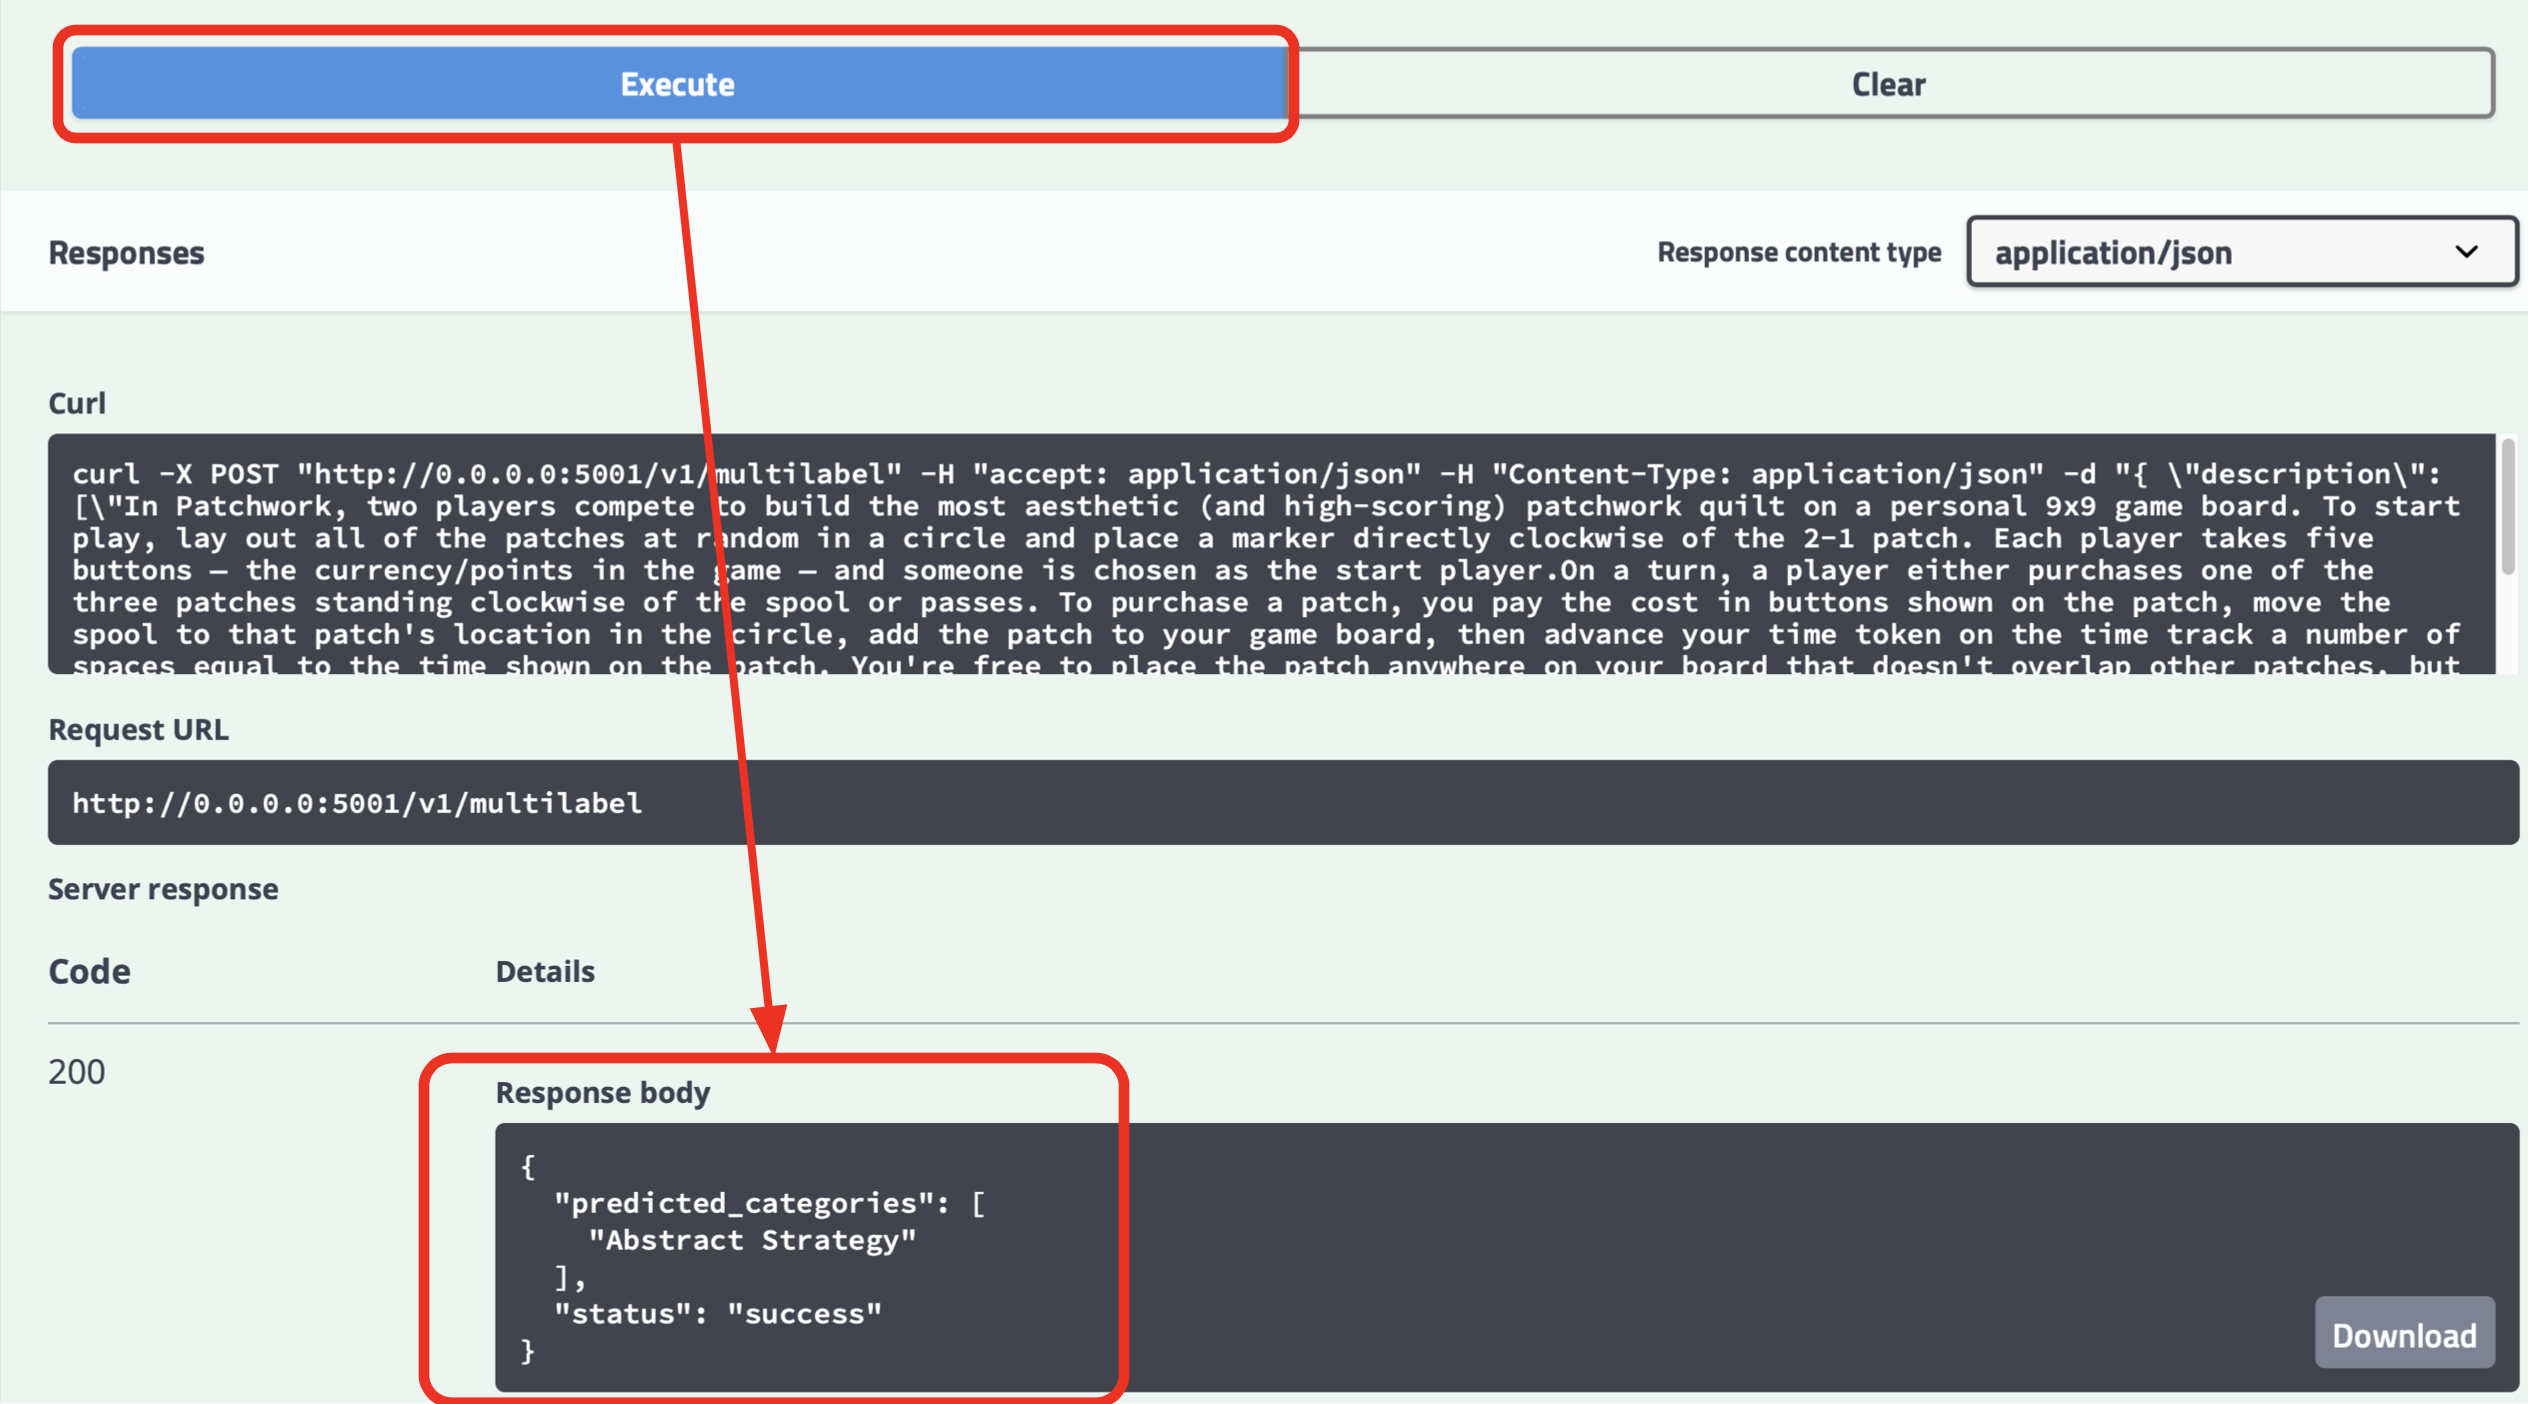 Execute
Clear
Responses
Response content type
application/json
Curl
curl -X POST "http://0.0.0.0:5001/v1/multilabel" -H "accept: application/json" -H "Content-Type: application/json" -d "{ \"description\":
[\"In Patchwork, two players compete to build the most aesthetic (and high-scoring) patchwork quilt on a personal 9x9 game board. To start
play, lay out all of the patches at random in a circle and place a marker directly clockwise of the 2-1 patch. Each player takes five
buttons — the currency/points in the game — and someone is chosen as the start player.On a turn, a player either purchases one of the
three patches standing clockwise of the spool or passes. To purchase a patch, you pay the cost in buttons shown on the patch, move the
spool to that patch's location in the circle, add the patch to your game board, then advance your time token on the time track a number of
spaces equal to the time shown on the patch. You're free to place the patch anywhere on your board that doesn't overlap other patches, but
Request URL
http://0.0.0.0:5001/v1/multilabel
Server response
Code
Details
200
Response body
{
"predicted_categories": [
"Abstract Strategy"
],
"status": "success"
}
Download